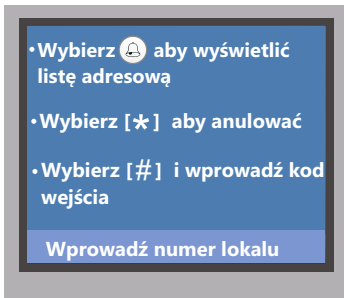 •Wybierz 🔔 aby wyświetlić
listę adresową
•Wybierz [*] aby anulować
•Wybierz [#] i wprowadź kod
wejścia
Wprowadź numer lokalu